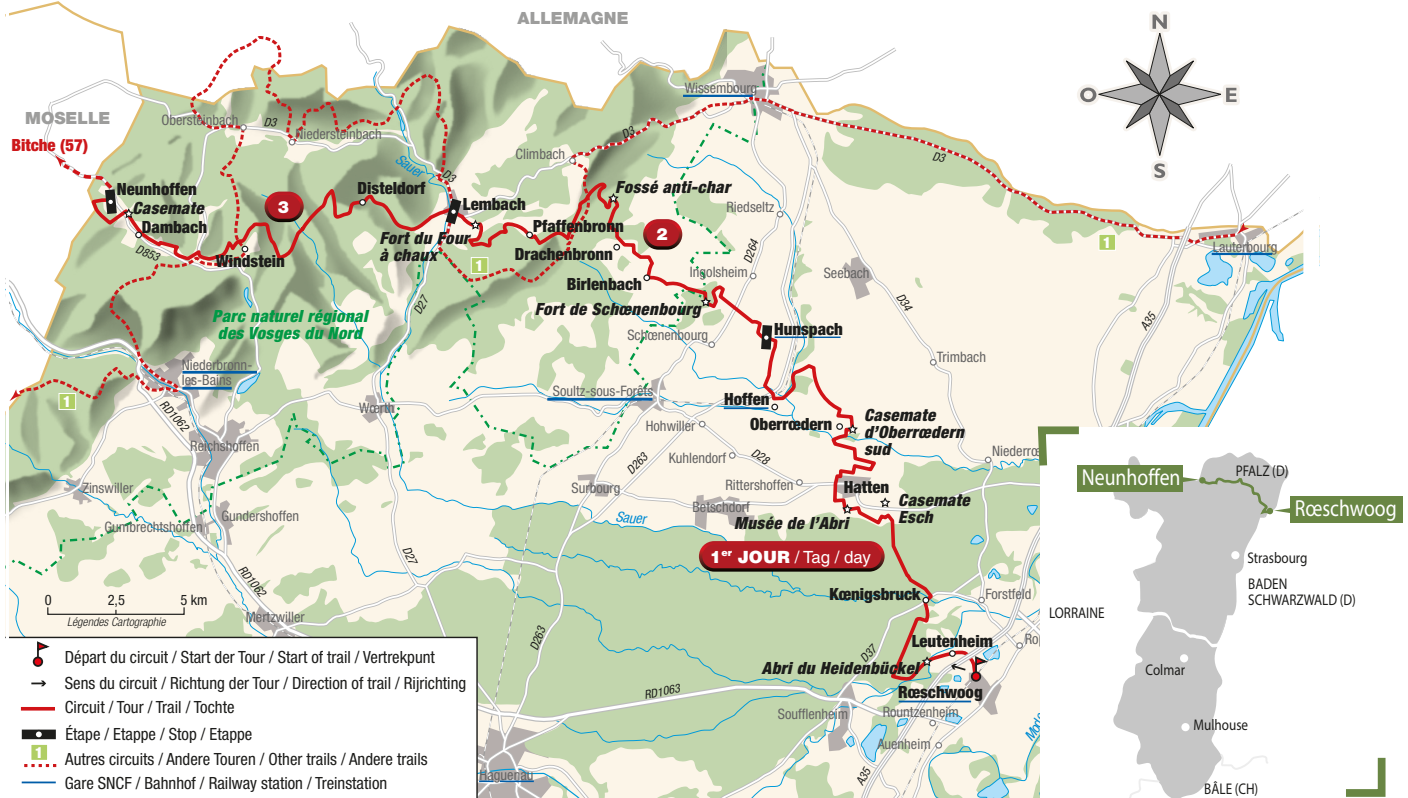 ALLEMAGNE
N
O
E
S
MOSELLE
Bitche (57)
Obersteinbach
D3
Niedersteinbach
Wissembourg
Sauer
D3
Climbach
D3
D3
Neunhoffen
Casemate
Dambach
D853
3
Disteldorf
Lembach
Fossé anti-char
Riedseltz
D264
Windstein
Fort du Four
à chaux
Pfaffenbronn
1
Drachenbronn
2
Birlenbach
Ingolsheim
Seebach
D34
1
Lauterbourg
A35
D27
Fort de Schœnenbourg
Parc naturel régional
des Vosges du Nord
Schœnenbourg
Hunspach
Trimbach
Niederbronn-
les-Bains
1
RD1062
Wœrth
Soultz-sous-Forêts
Hoffen
Oberrœdern
Casemate
d'Oberrœdern
sud
Reichshoffen
Hohwiller
D263
Kuhlendorf
D28
Niederrœ
Zinswiller
Surbourg
Rittershoffen
Hatten
Gundershoffen
Gumbrechtshoffen
Betschdorf
Casemate
Esch
Sauer
Musée de l'Abri
D27
1er JOUR / Tag / day
RD1062
0 2,5 5 km
Légendes Cartographie
Mertzwiller
D263
Kœnigsbruck
Forstfeld
D37
Leutenheim
Abri du Heidenbückel
Rœschwoog
RD1063
Soufflenheim
Rountzenheim
Auenheim
A35
Haguenau
Départ du circuit / Start der Tour / Start of trail / Vertrekpunt
Sens du circuit / Richtung der Tour / Direction of trail / Rijrichting
Circuit / Tour / Trail / Tochte
Étape / Etappe / Stop / Etappe
1
Autres circuits / Andere Touren / Other trails / Andere trails
Gare SNCF / Bahnhof / Railway station / Treinstation
Neunhoffen
PFALZ (D)
Rœschwoog
Strasbourg
BADEN
SCHWARZWALD (D)
LORRAINE
Colmar
Mulhouse
BÂLE (CH)